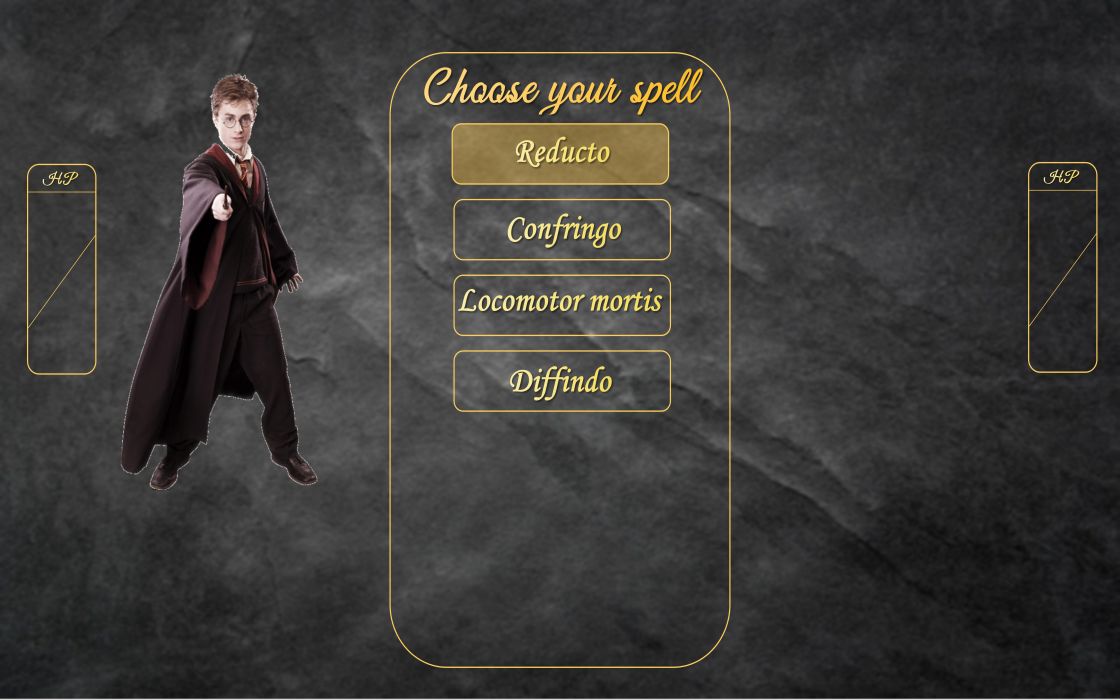 Choose your spell
HP
Reducto
HP
Confringo
Locomotor mortis
Diffindo